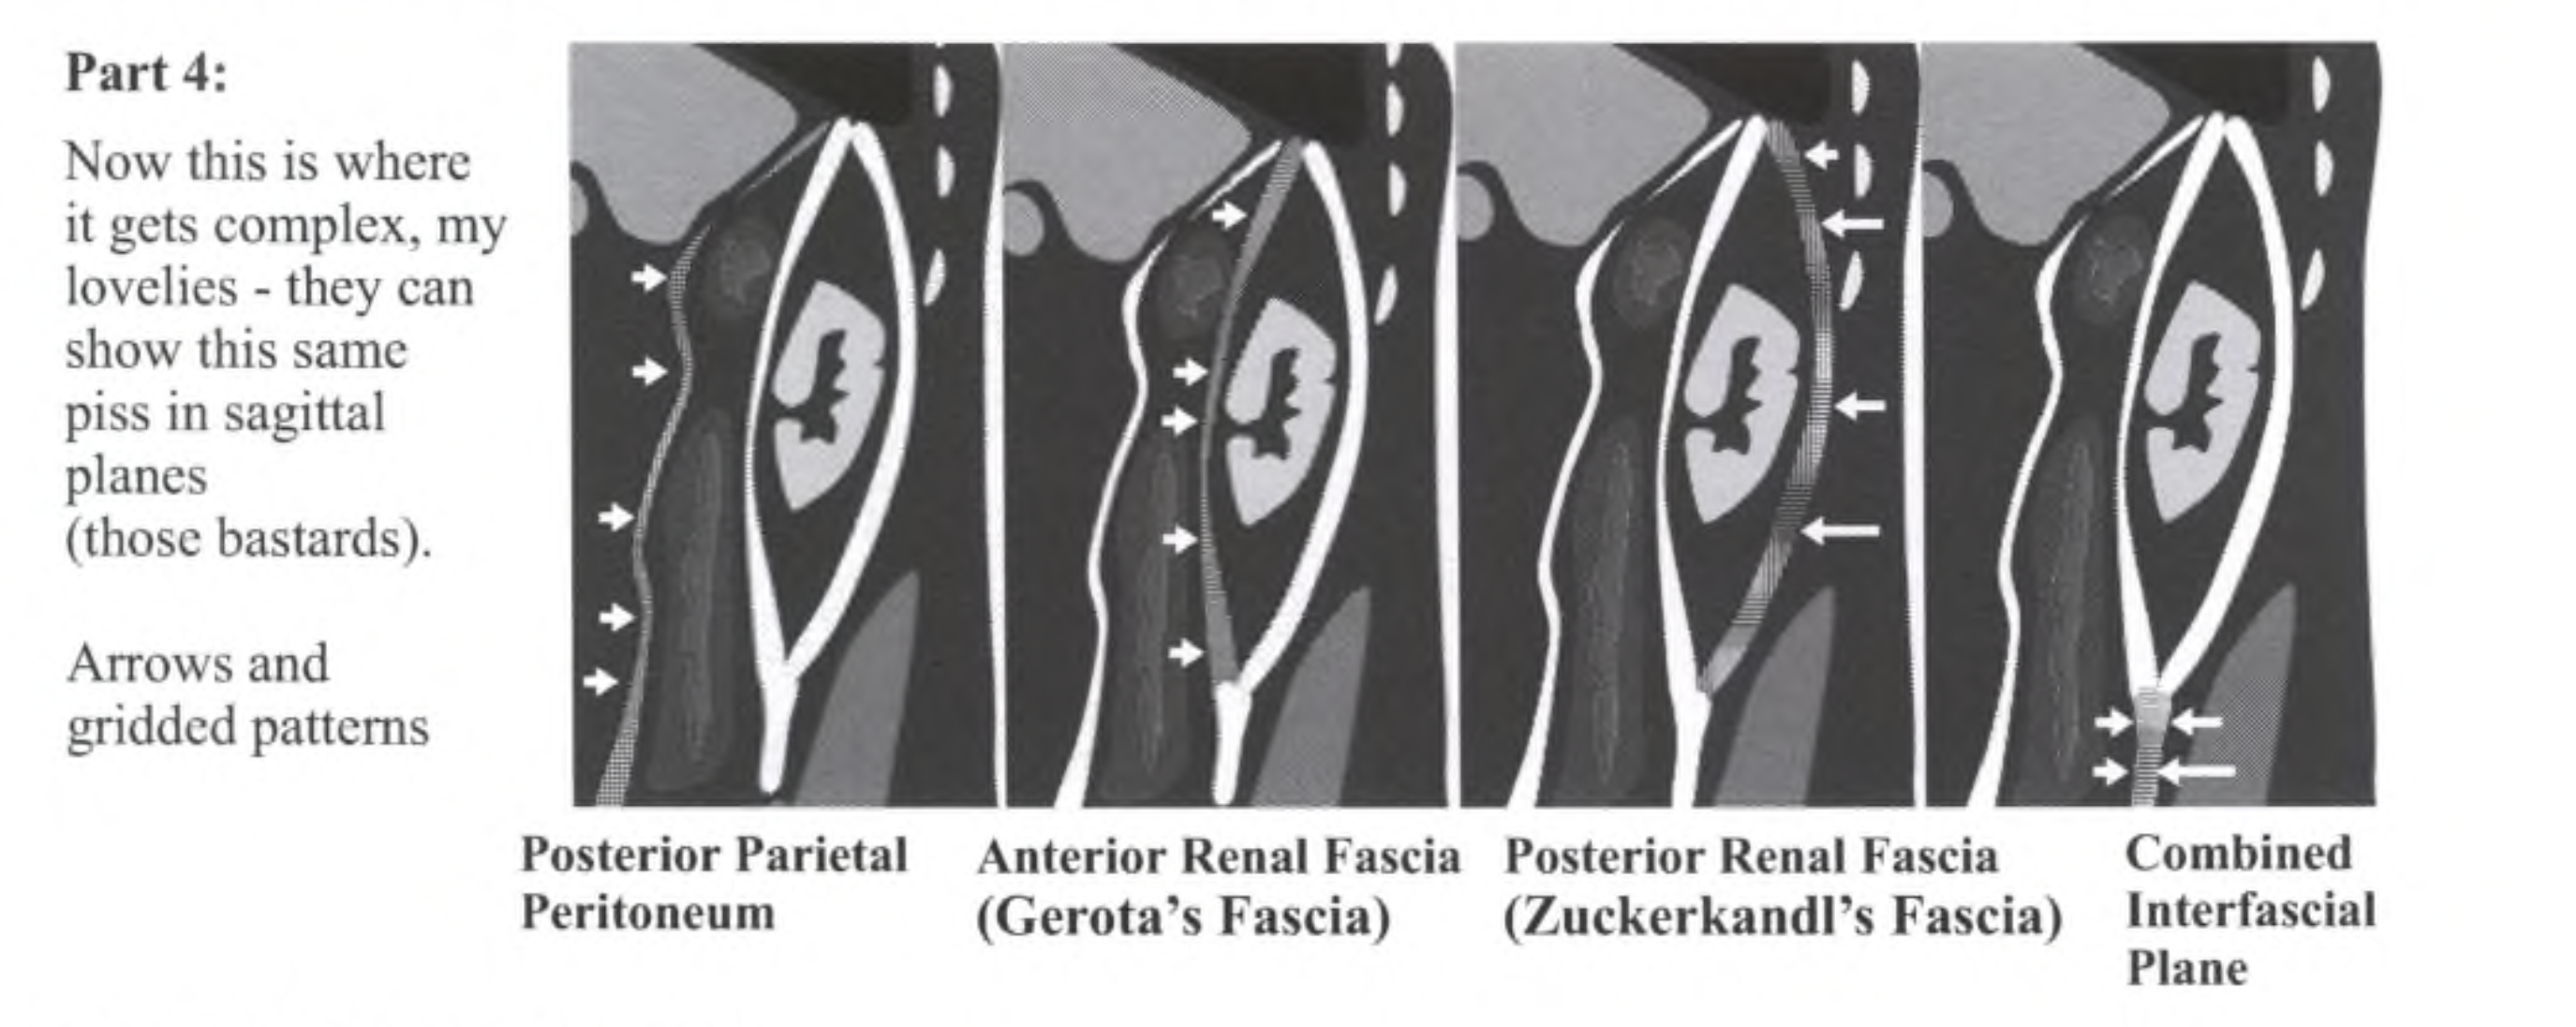 Part 4:
Now this is where
it gets complex, my
lovelies - they can
show this same
piss in sagittal
planes
(those bastards).
Arrows and
gridded patterns
Posterior Parietal
Peritoneum
Anterior Renal Fascia
(Gerota's Fascia)
Posterior Renal Fascia
(Zuckerkandl's Fascia)
Combined
Interfascial
Plane